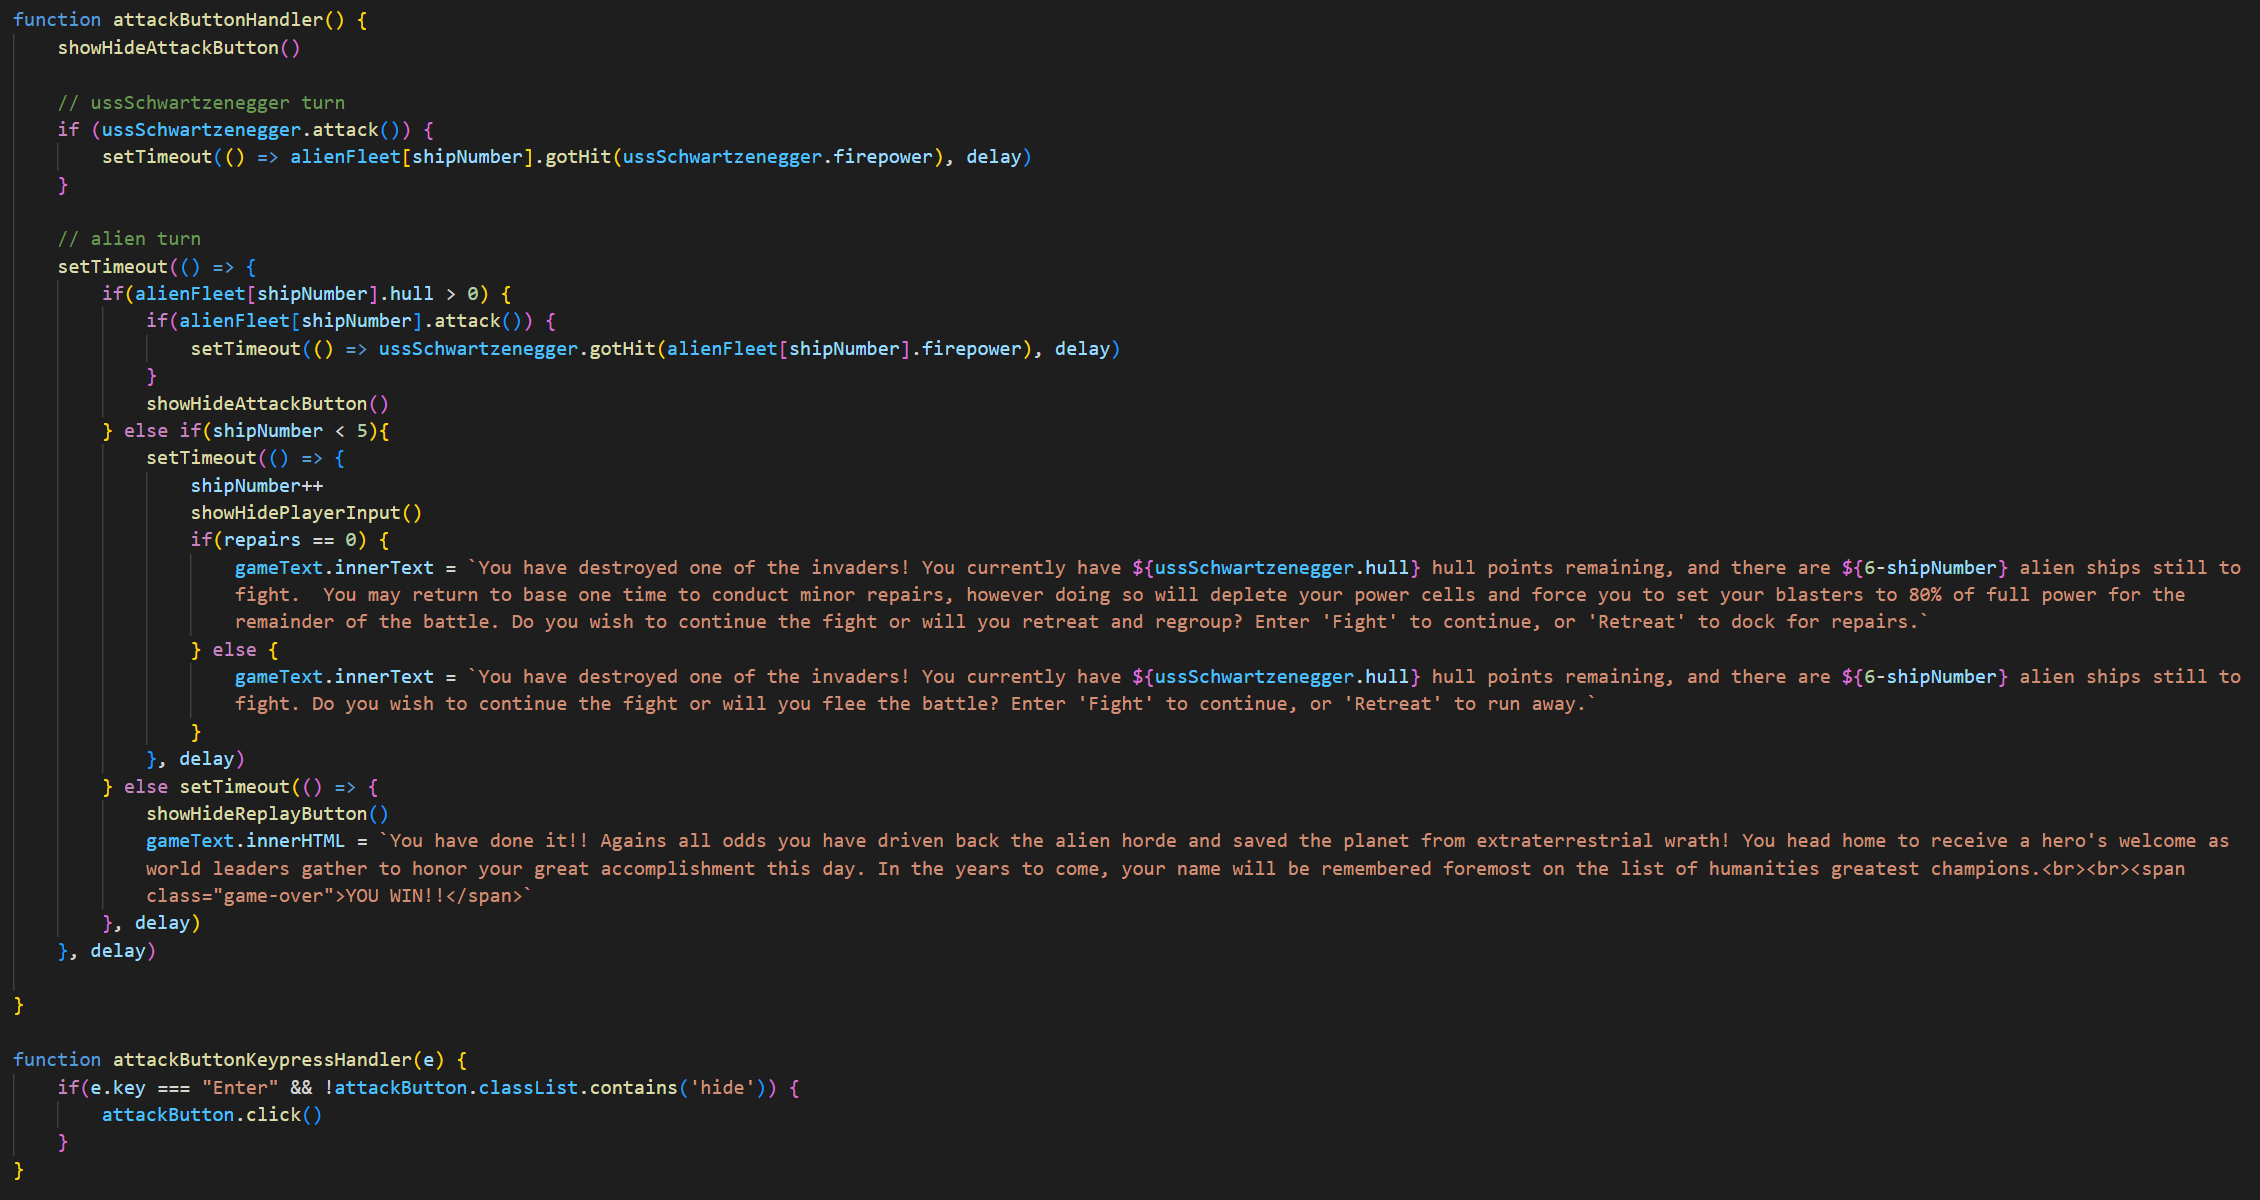 function attackButtonHandler() {
    showHideAttackButton()

    // ussSchwartzenegger turn
    if (ussSchwartzenegger.attack()) {
        setTimeout(() => alienFleet[shipNumber].gotHit(ussSchwartzenegger.firepower), delay)
    }

    // alien turn
    setTimeout(() => {
        if(alienFleet[shipNumber].hull > 0) {
            if(alienFleet[shipNumber].attack()) {
                setTimeout(() => ussSchwartzenegger.gotHit(alienFleet[shipNumber].firepower), delay)
            }
            showHideAttackButton()
        } else if(shipNumber < 5){
            setTimeout(() => {
                shipNumber++
                showHidePlayerInput()
                if(repairs == 0) {
                    gameText.innerText = `You have destroyed one of the invaders! You currently have ${ussSchwartzenegger.hull} hull points remaining, and there are ${6-shipNumber} alien ships still to
                    fight.  You may return to base one time to conduct minor repairs, however doing so will deplete your power cells and force you to set your blasters to 80% of full power for the
                    remainder of the battle. Do you wish to continue the fight or will you retreat and regroup? Enter 'Fight' to continue, or 'Retreat' to dock for repairs.`
                } else {
                    gameText.innerText = `You have destroyed one of the invaders! You currently have ${ussSchwartzenegger.hull} hull points remaining, and there are ${6-shipNumber} alien ships still to
                    fight. Do you wish to continue the fight or will you flee the battle? Enter 'Fight' to continue, or 'Retreat' to run away.`
                }
            }, delay)
        } else setTimeout(() => {
            showHideReplayButton()
            gameText.innerHTML = `You have done it!! Agains all odds you have driven back the alien horde and saved the planet from extraterrestrial wrath! You head home to receive a hero's welcome as
            world leaders gather to honor your great accomplishment this day. In the years to come, your name will be remembered foremost on the list of humanities greatest champions.<br><br><span
            class="game-over">YOU WIN!!</span>`
        }, delay)
    }, delay)

}

function attackButtonKeypressHandler(e) {
    if(e.key === "Enter" && !attackButton.classList.contains('hide')) {
        attackButton.click()
    }
}